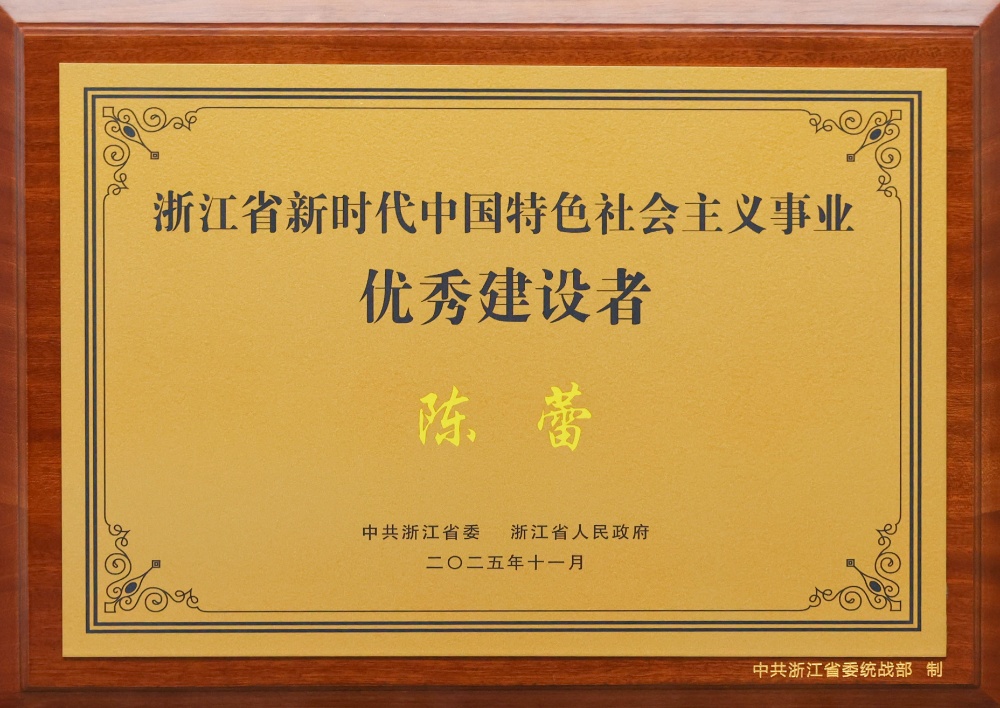 浙江省新时代中国特色社会主义事业
优秀建设者
陈 蕾
中共浙江省委 浙江省人民政府
二〇二五年十一月
中共浙江省委统战部 制